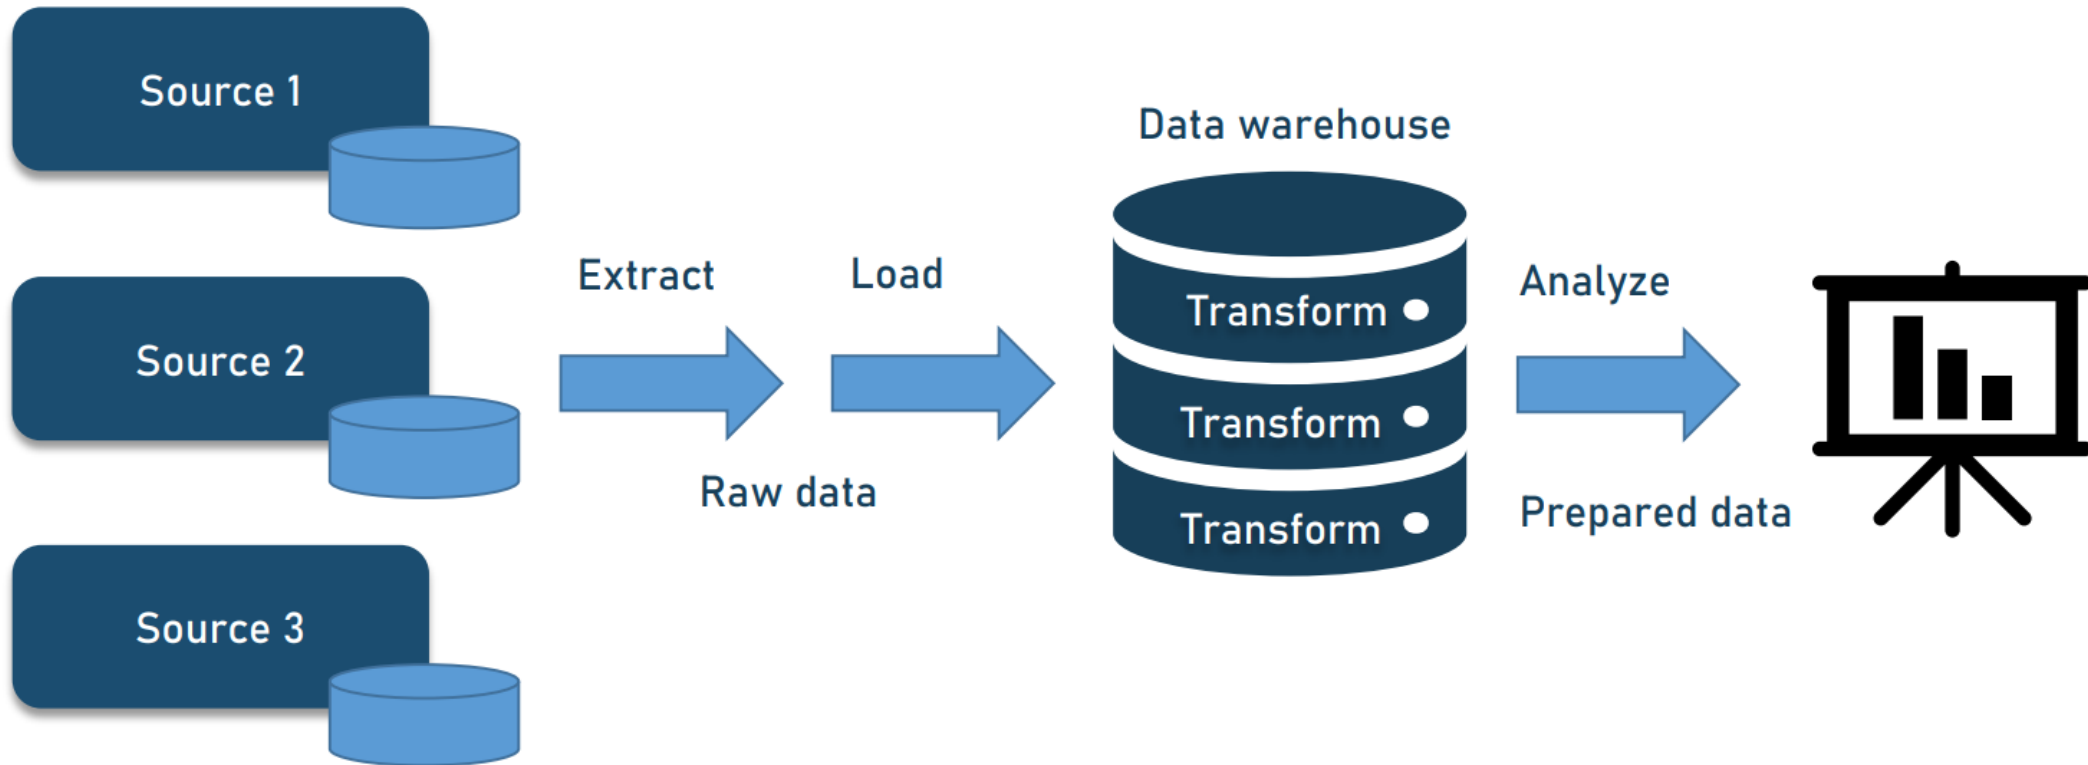 Source 1
Source 2
Source 3
Extract
Load
Raw data
Data warehouse
Transform
Transform
Transform
Analyze
Prepared data